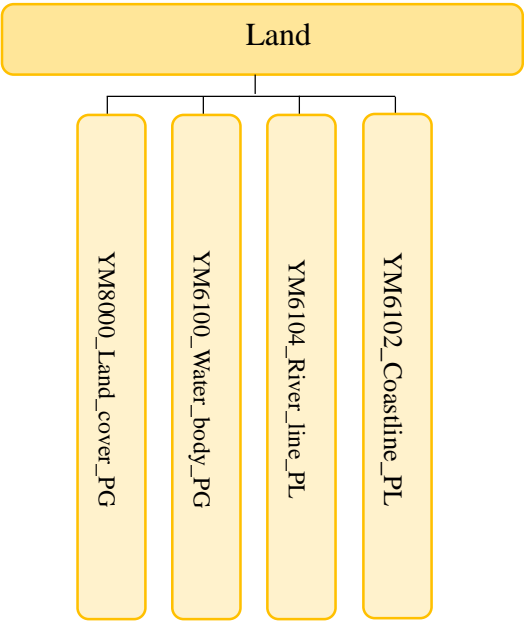 Land
YM8000_Land_cover_PG
YM6100_Water_body_PG
YM6104_River_line_PL
YM6102_Coastline_PL